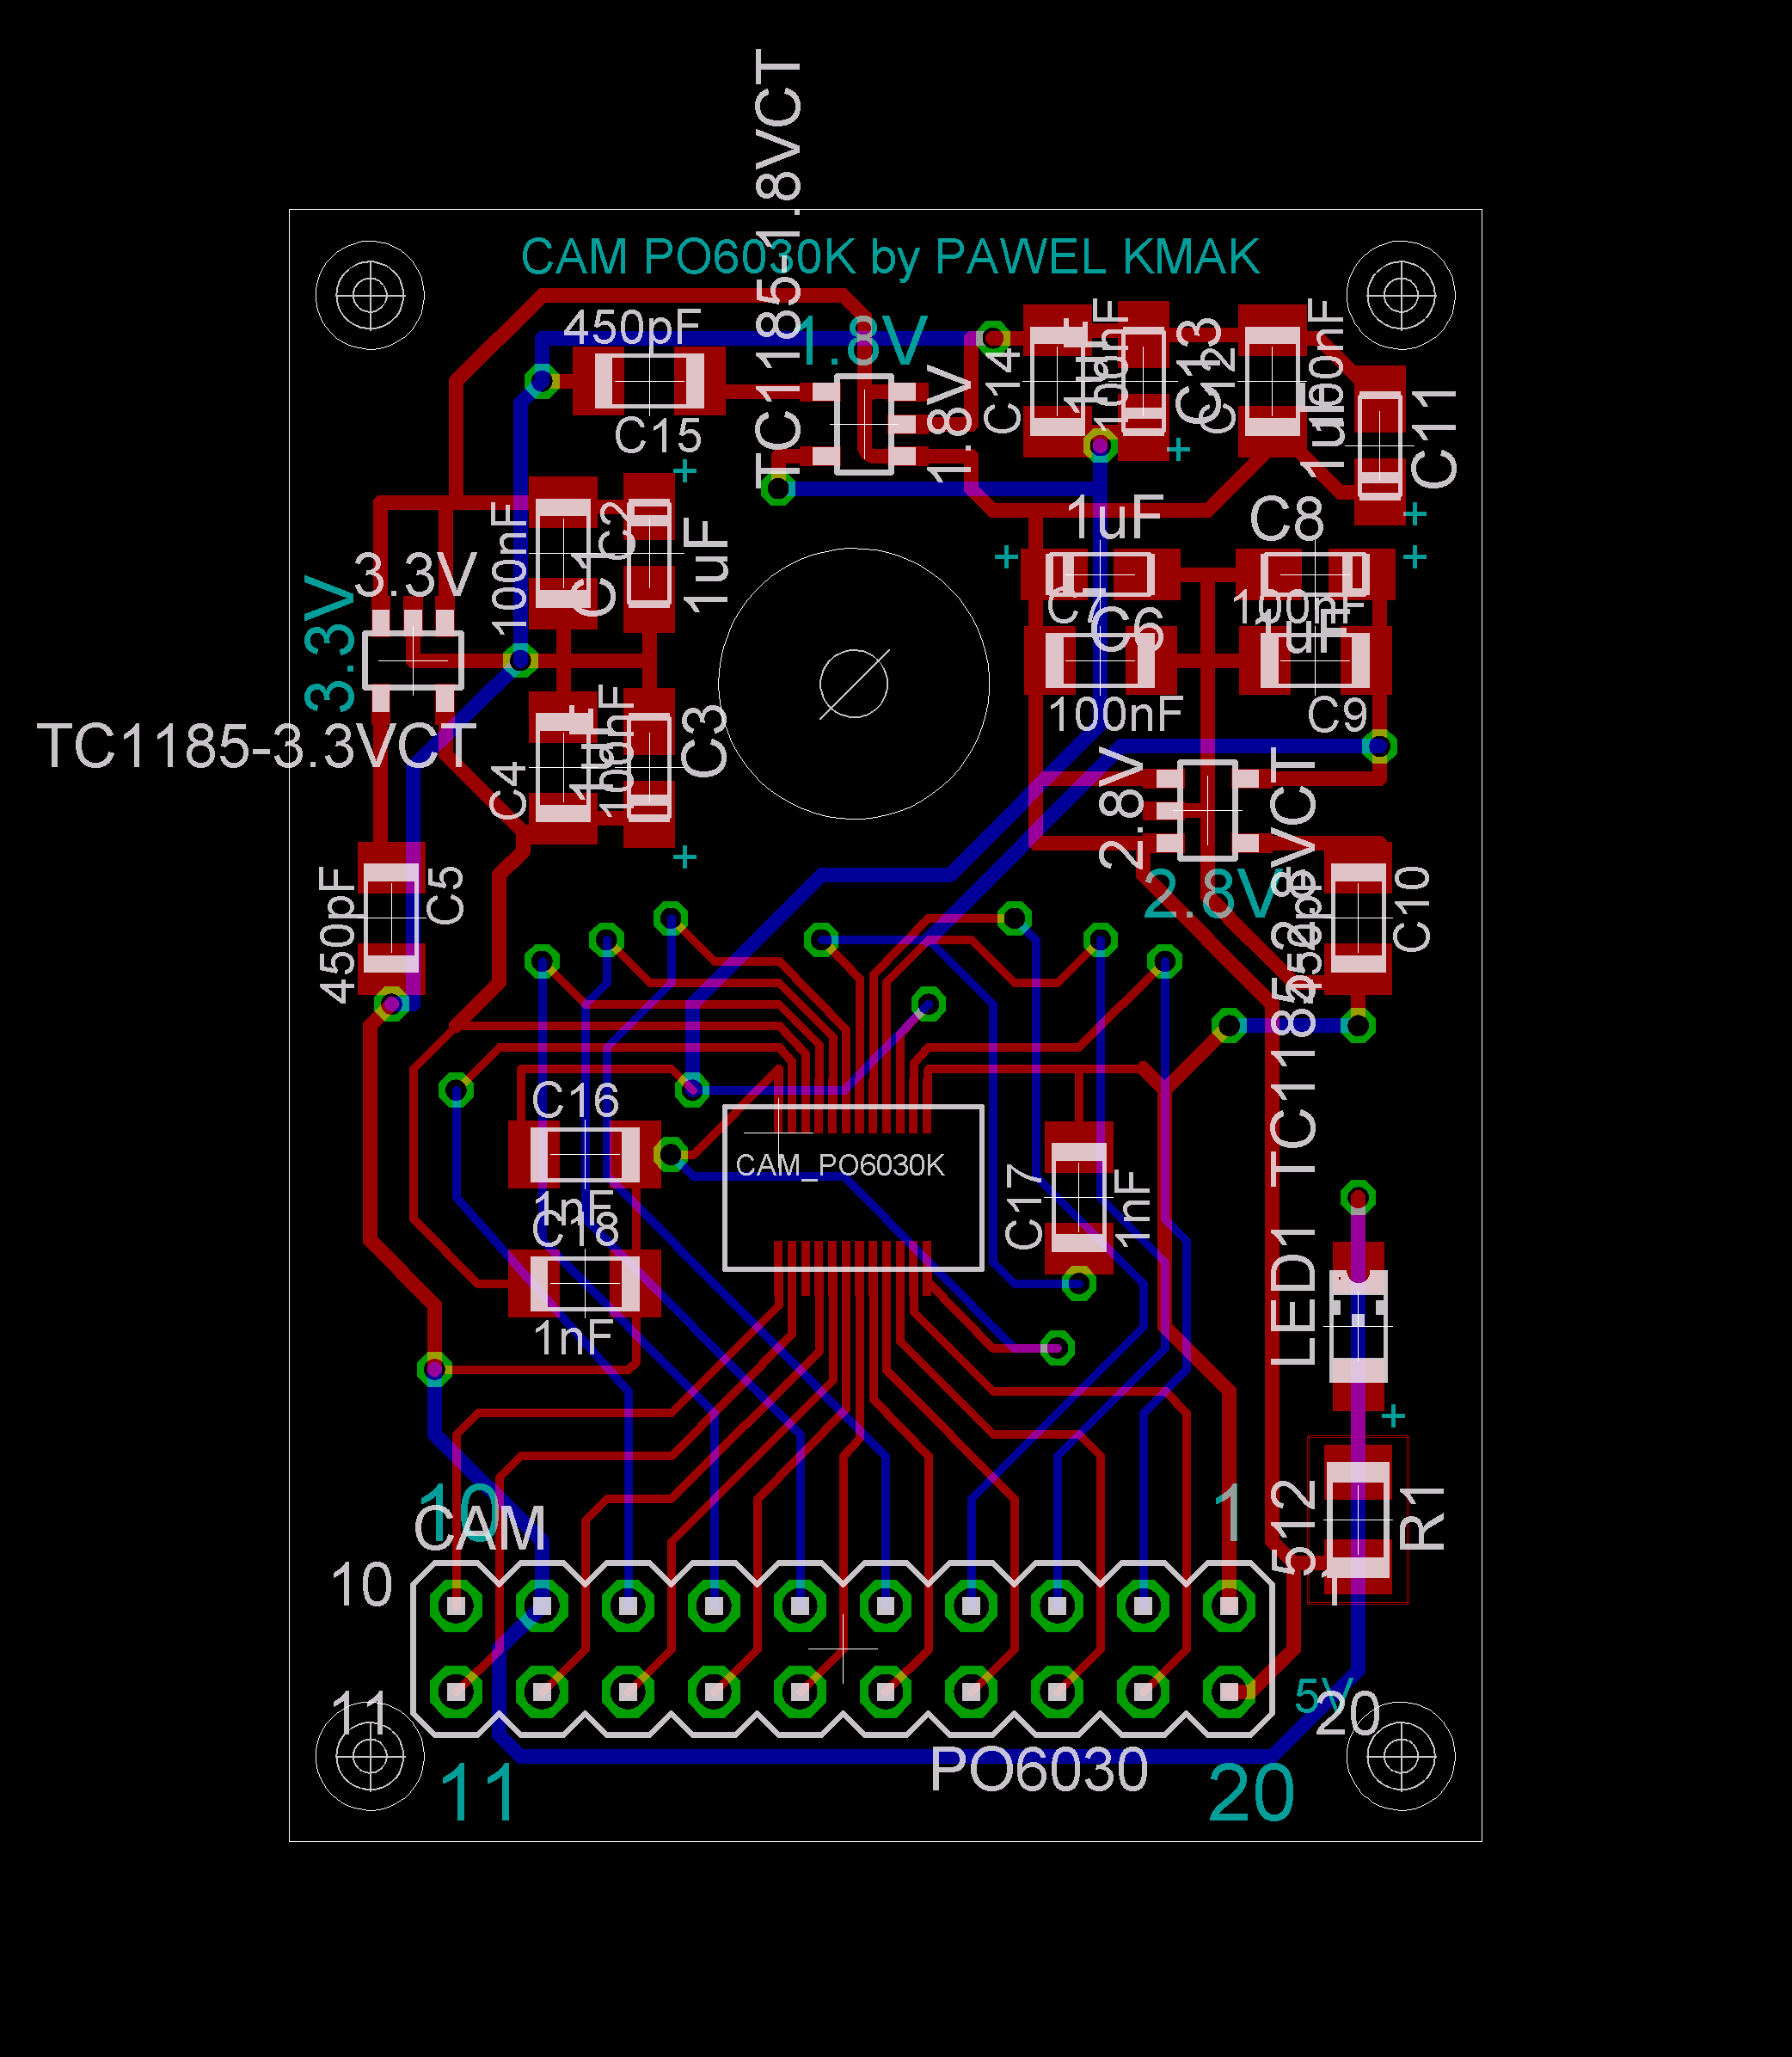 TC1185-1.8VCT
CAM PO6030K by PAWEL KMAK
450pF
1.8V
C15
1.8V
C14
1uF
100nF
C13
C12
100nF
1uF
C11
+
+
+
3.3V
3.3V
100nF
C1
C2
1uF
1uF
C8
+
+
C7
C6
100nF
1uF
100nF
C9
TC1185-3.3VCT
C4
1uF
100nF
C3
+
2.8V
2.8V
TC1185-2.8VCT
450pF
C5
450pF
C10
C16
1nF
CAM_PO6030K
C17
1nF
C18
1nF
LED1
+
10
CAM
1
512
R1
10
1
11
5V
20
PO6030
11
20